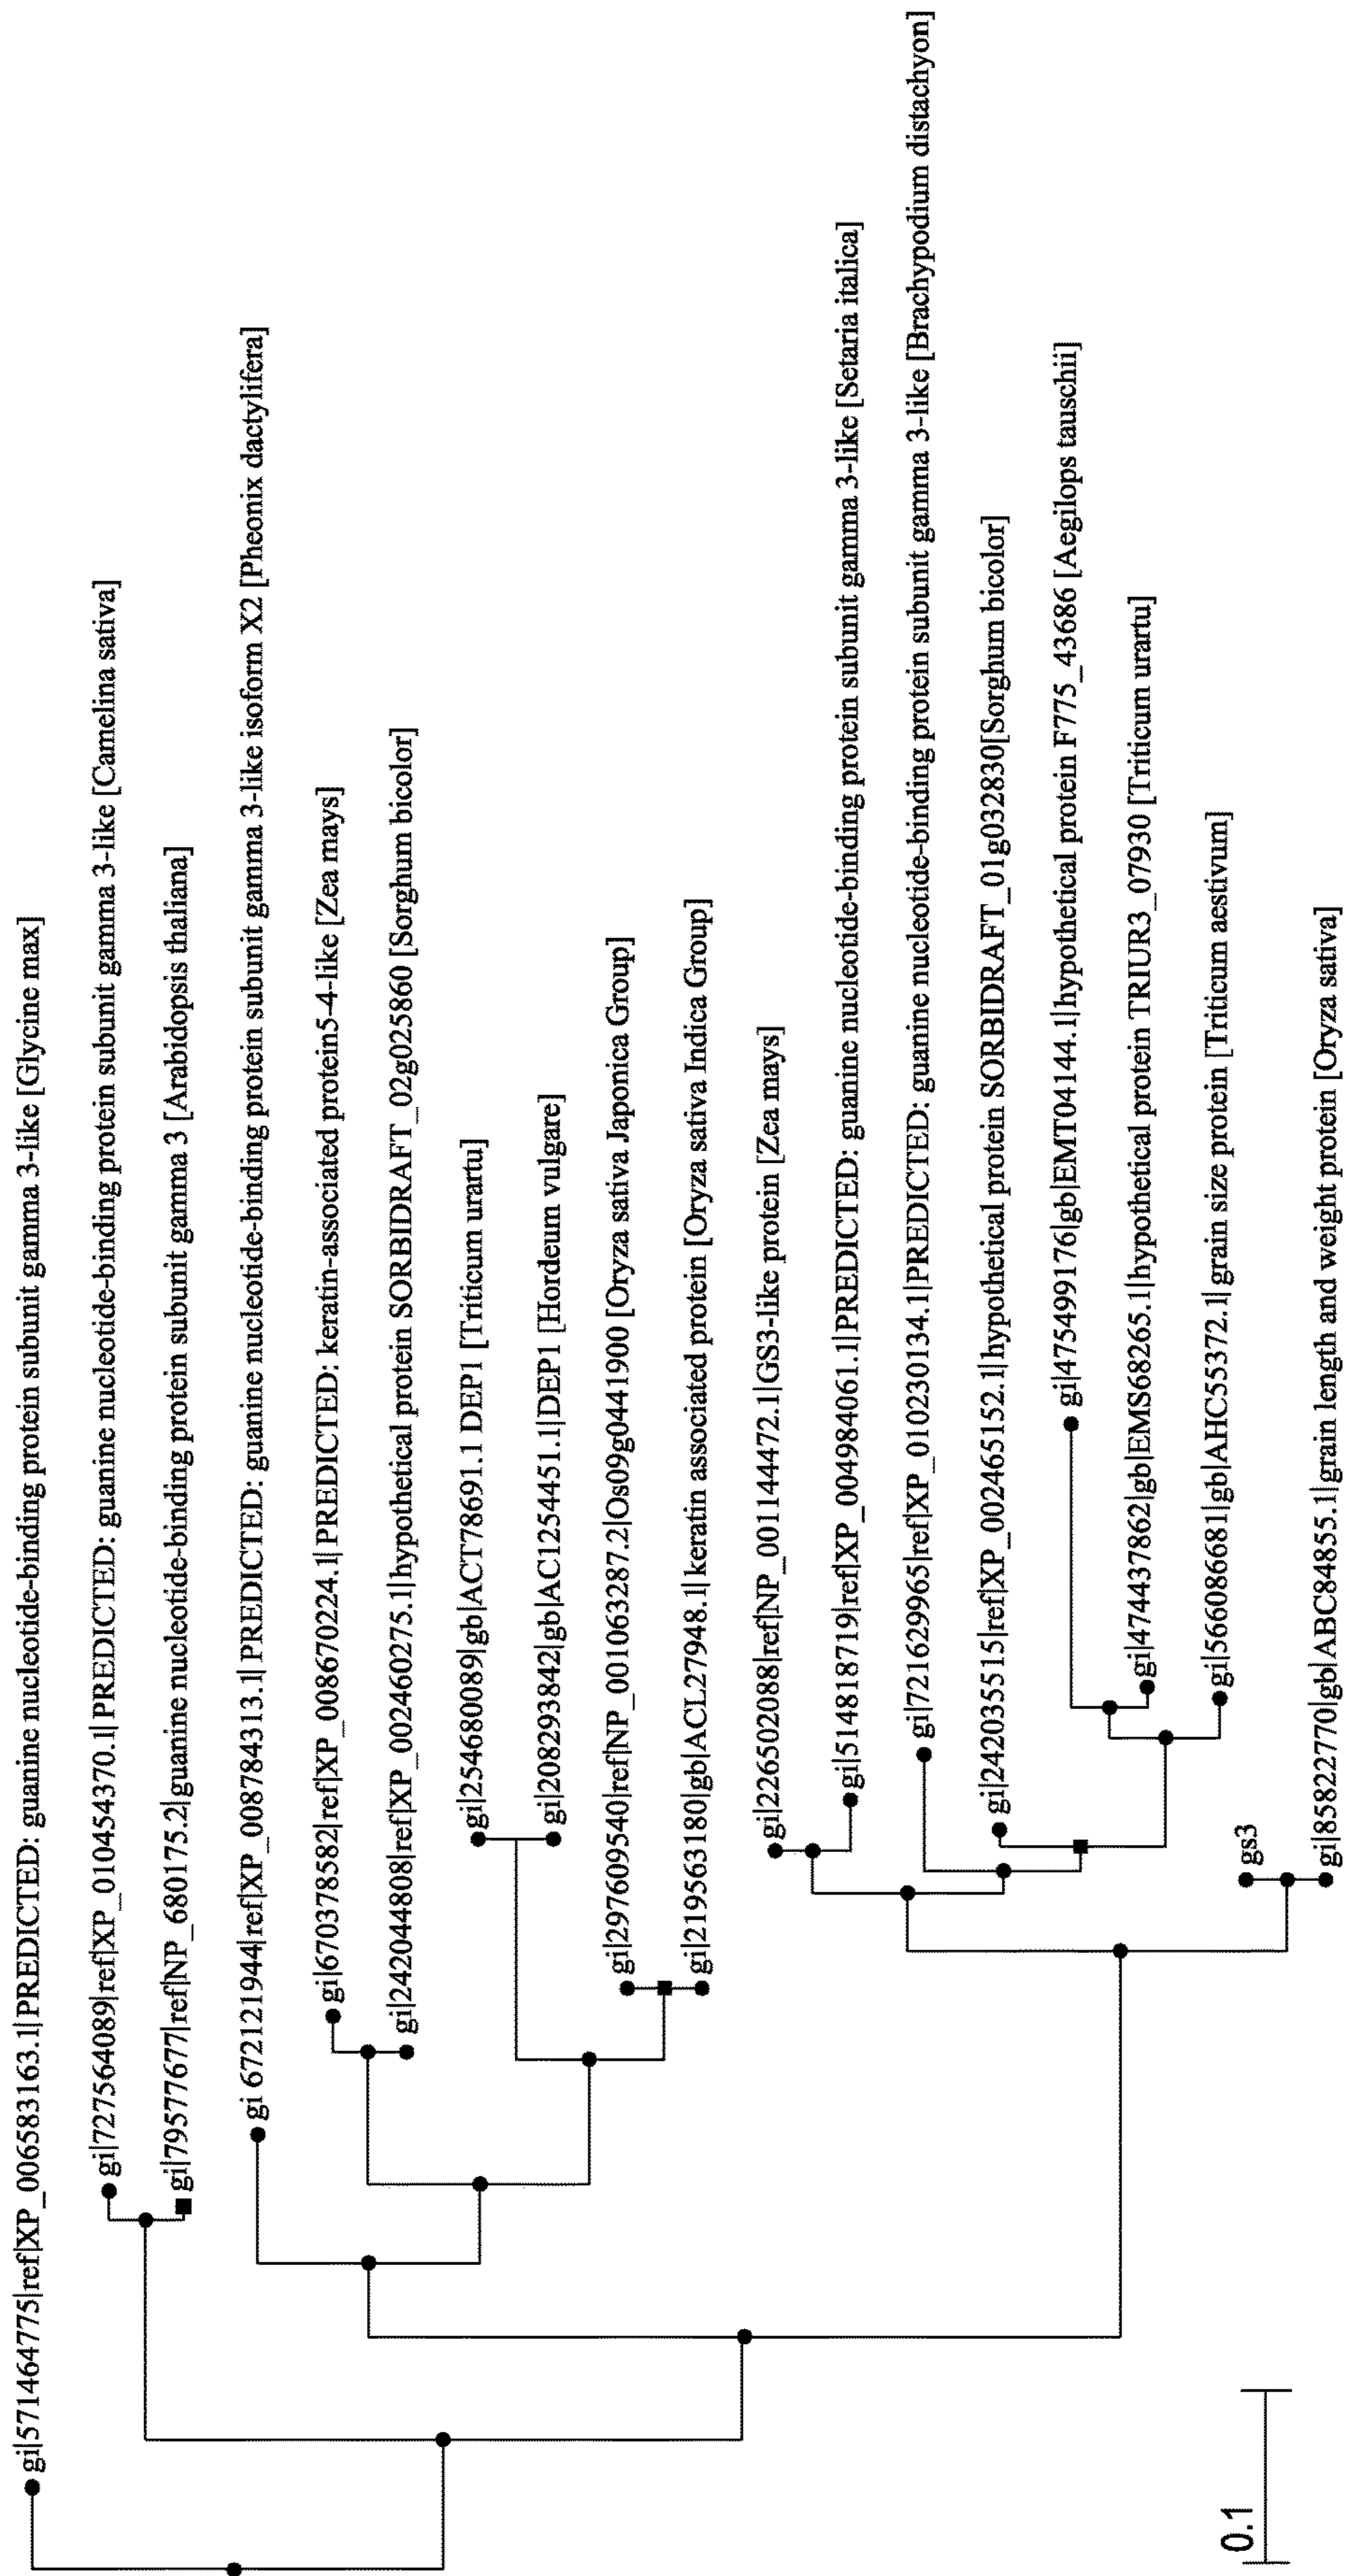 gi|571464775|ref|XP_006583163.1|PREDICTED: guanine nucleotide-binding protein subunit gamma 3-like [Glycine max]
gi|727564089|ref|XP_010454370.1|PREDICTED: guanine nucleotide-binding protein subunit gamma 3-like [Camelina sativa]
gi|79577677|ref|NP_680175.2|guanine nucleotide-binding protein subunit gamma 3 [Arabidopsis thaliana]
gi 672121944|ref|XP_008784313.1|PREDICTED: guanine nucleotide-binding protein subunit gamma 3-like isoform X2 [Pheonix dactylifera]
gi|670378582|ref|XP_008670224.1|PREDICTED: keratin-associated protein5-4-like [Zea mays]
gi|242044808|ref|XP_002460275.1|hypothetical protein SORBIDRAFT_02g025860 [Sorghum bicolor]
gi|254680089|gb|ACT78691.1 DEP1 [Triticum urartu]
gi|208293842|gb|AC1254451.1|DEP1 [Hordeum vulgare]
gi|297609540|ref|NP_001063287.2|Os09g0441900 [Oryza sativa Japonica Group]
gi|219563180|gb|ACL27948.1|keratin associated protein [Oryza sativa Indica Group]
gi|226502088|ref|NP_001144472.1|GS3-like protein [Zea mays]
gi|514818719|ref|XP_004984061.1|PREDICTED: guanine nucleotide-binding protein subunit gamma 3-like [Setaria italica]
gi|721629965|ref|XP_010230134.1|PREDICTED: guanine nucleotide-binding protein subunit gamma 3-like [Brachypodium distachyon]
gi|242035515|ref|XP_002465152.1|hypothetical protein SORBIDRAFT_01g032830[Sorghum bicolor]
gi|475499176|gb|EMT04144.1|hypothetical protein F775_43686 [Aegilops tauschii]
gi|474437862|gb|EMS68265.1|hypothetical protein TRIUR3_07930 [Triticum urartu]
gi|566086681|gb|AHC55372.1|grain size protein [Triticum aestivum]
gs3
gi|85822770|gb|ABC84855.1|grain length and weight protein [Oryza sativa]
0.1